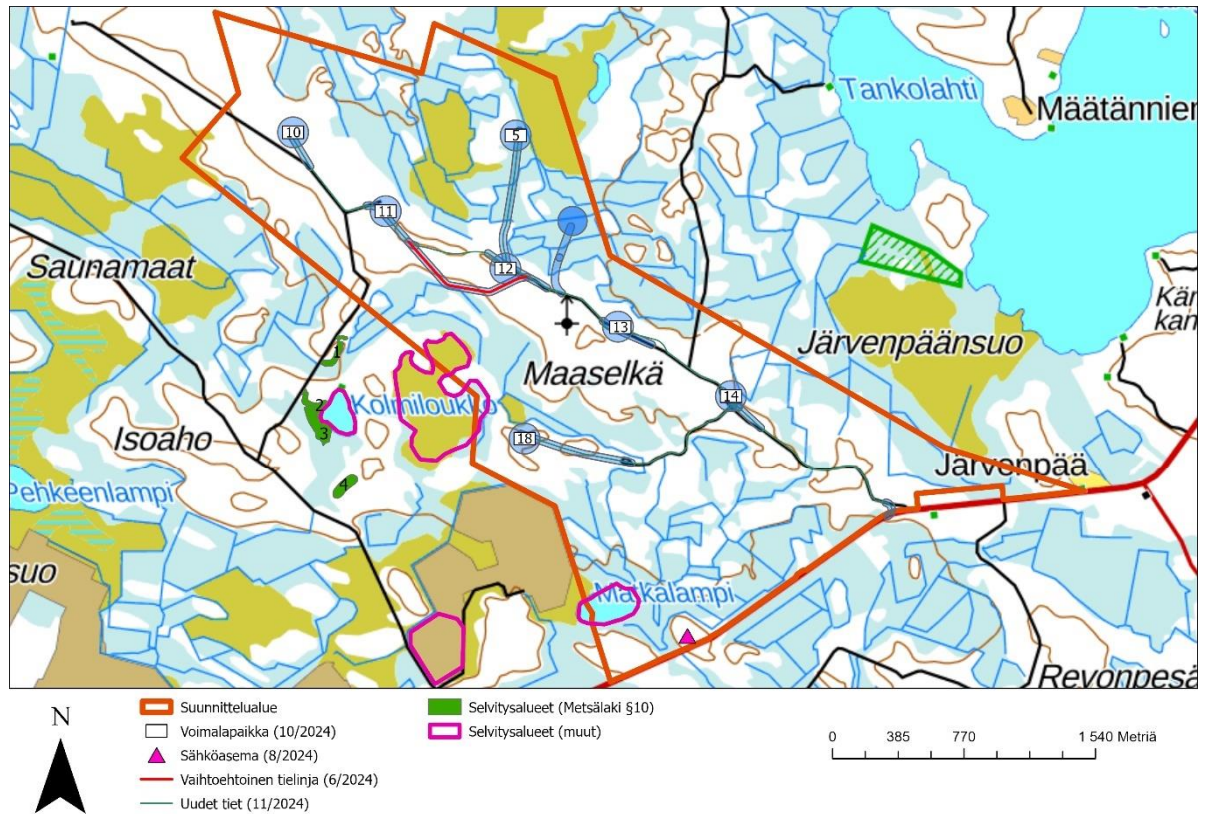 Tankolahti
Määtännien
10
5
11
Saunamaat
12
13
Järvenpäänsuo
Kär
kan
1
Maaselkä
2
Kolmiloukko
14
3
Isoaho
18
4
Järvenpää
Pehkeenlampi
suo
Matkalampi
Revonpesä
N
Suunnittelualue
Voimalapaikka (10/2024)
Sähköasema (8/2024)
Vaihtoehtoinen tielinja (6/2024)
Uudet tiet (11/2024)
Selvitysalueet (Metsälaki §10)
Selvitysalueet (muut)
0 385 770 1 540 Metriä